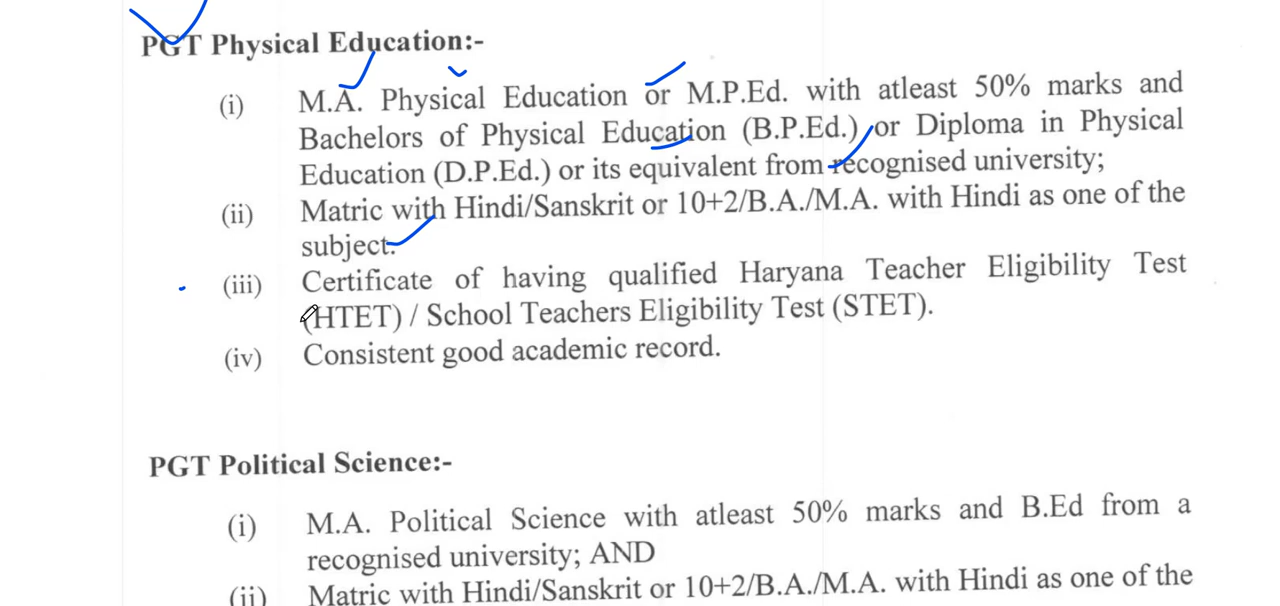 PGT Physical Education:-
(i) M.A. Physical Education or M.P.Ed. with atleast 50% marks and
Bachelors of Physical Education (B.P.Ed.) or Diploma in Physical
Education (D.P.Ed.) or its equivalent from recognised university;
(ii) Matric with Hindi/Sanskrit or 10+2/B.A./M.A. with Hindi as one of the
subject.
(iii) Certificate of having qualified Haryana Teacher Eligibility Test
(HTET) / School Teachers Eligibility Test (STET).
(iv) Consistent good academic record.
PGT Political Science:-
(i) M.A. Political Science with atleast 50% marks and B.Ed from a
recognised university; AND
(ii) Matric with Hindi/Sanskrit or 10+2/B.A./M.A. with Hindi as one of the